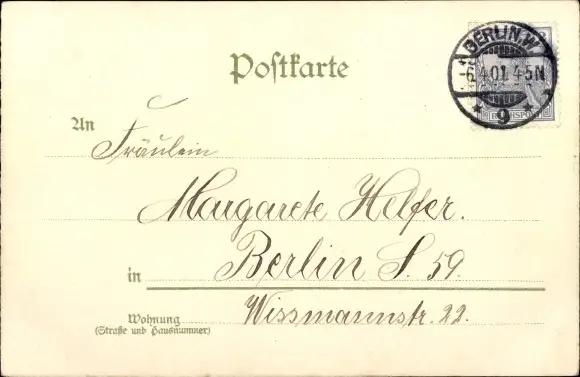 BERLIN.W.
6.4.01. 4-5N
* 9 *
REICHSPOST
Postkarte
An
Fräulein
Margarete Helfer.
in Berlin S. 59.
Wohnung Wissmannstr. 22.
(Straße und Hausnummer)